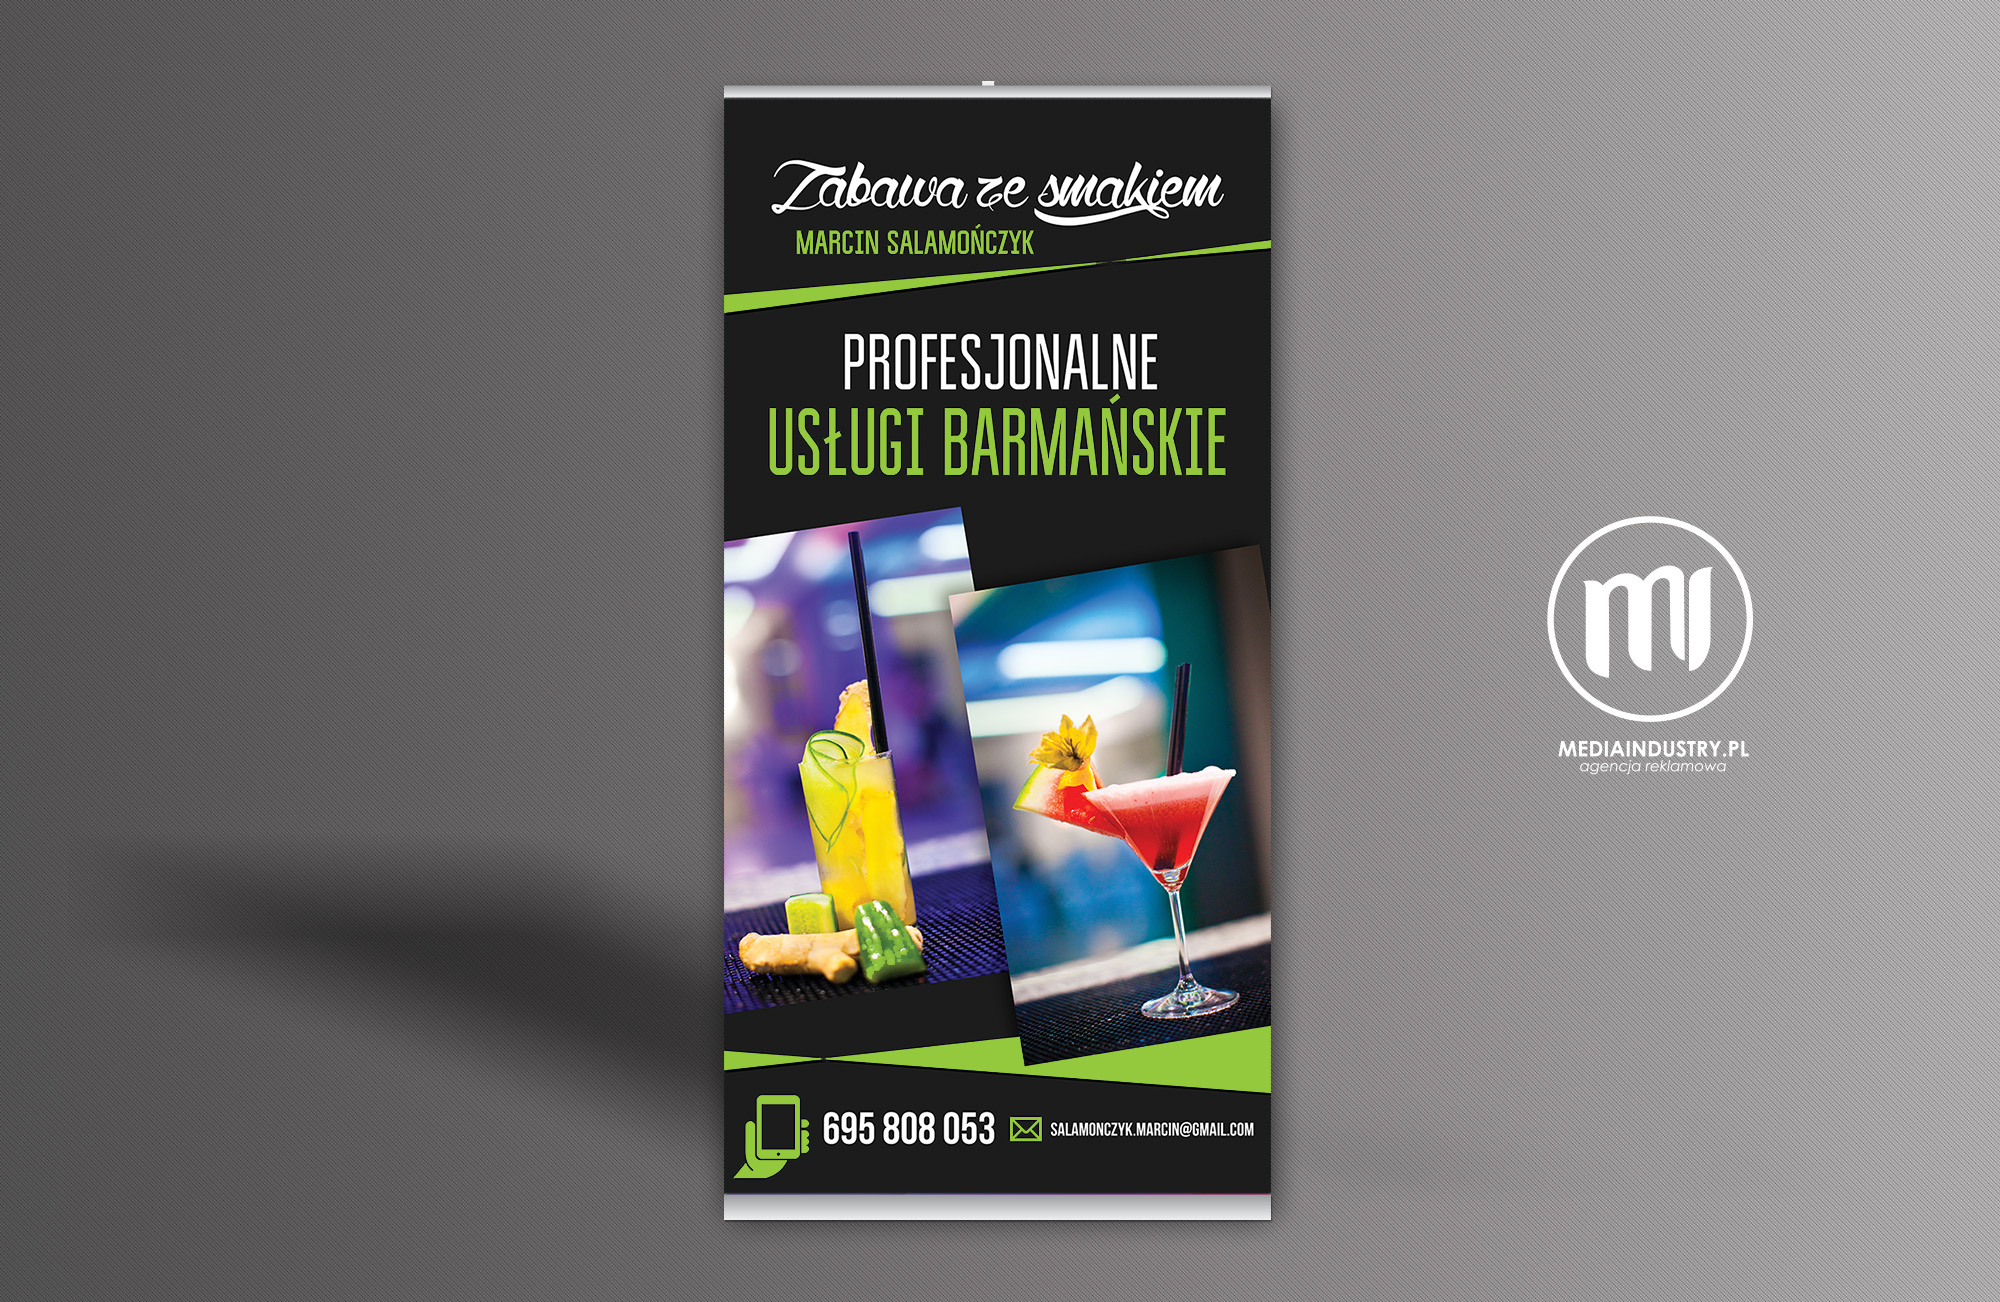 Zabawa ze smakiem
MARCIN SALAMOŃCZYK
PROFESJONALNE
USŁUGI BARMAŃSKIE
695 808 053
SALAMONCZYK.MARCIN@GMAIL.COM
MI
MEDIAINDUSTRY.PL
agencja reklamowa